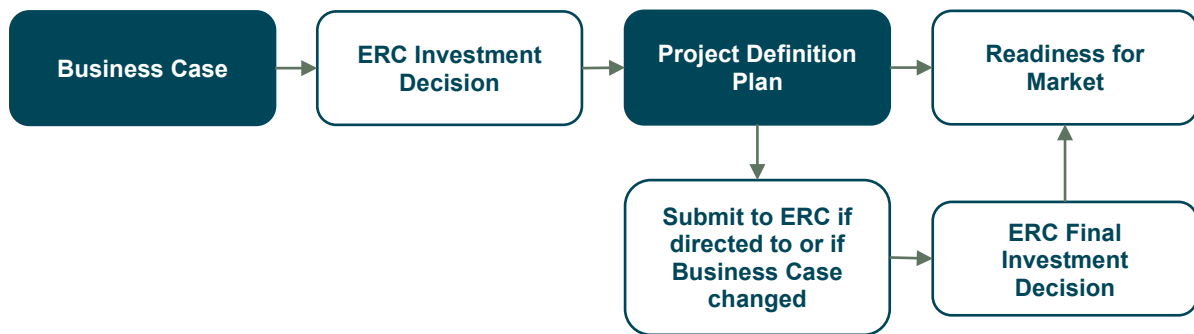 Business Case
ERC Investment
Decision
Project Definition
Plan
Readiness for
Market
Submit to ERC if
directed to or if
Business Case
changed
ERC Final
Investment
Decision